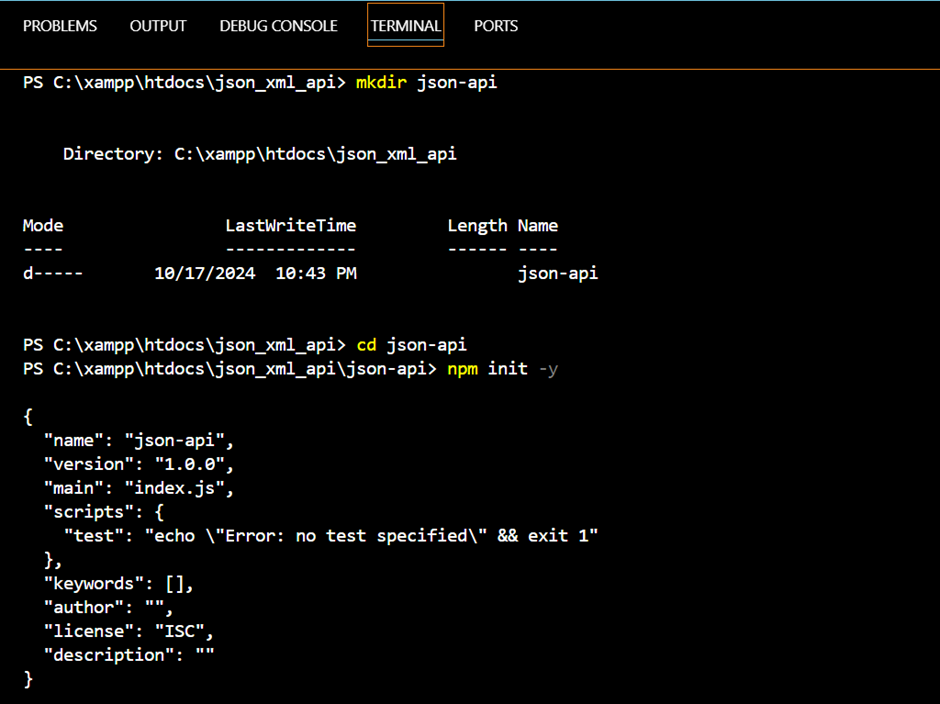 PROBLEMS OUTPUT DEBUG CONSOLE TERMINAL PORTS
PS C:\xampp\htdocs\json_xml_api> mkdir json-api
Directory: C:\xampp\htdocs\json_xml_api
Mode LastWriteTime Length Name
---- ------------- ------ ----
d----- 10/17/2024 10:43 PM json-api
PS C:\xampp\htdocs\json_xml_api> cd json-api
PS C:\xampp\htdocs\json_xml_api\json-api> npm init -y
{
  "name": "json-api",
  "version": "1.0.0",
  "main": "index.js",
  "scripts": {
    "test": "echo \"Error: no test specified\" && exit 1"
  },
  "keywords": [],
  "author": "",
  "license": "ISC",
  "description": ""
}